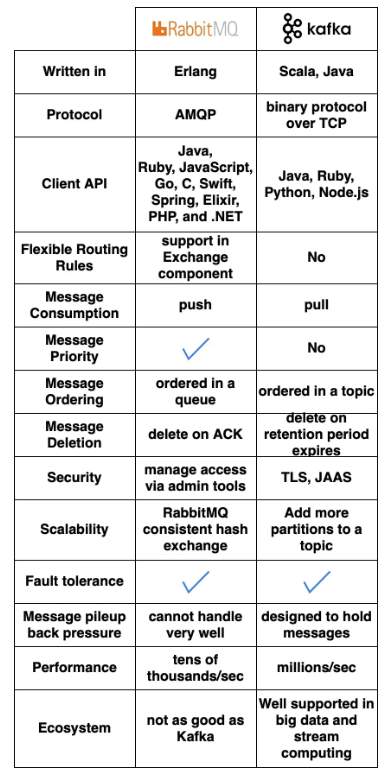 RabbitMQ
kafka
Written in
Erlang
Scala, Java
Protocol
AMQP
binary protocol
over TCP
Client API
Java,
Ruby, JavaScript,
Go, C, Swift,
Spring, Elixir,
PHP, and .NET
Java, Ruby,
Python, Node.js
Flexible Routing
Rules
support in
Exchange
component
No
Message
Consumption
push
pull
Message
Priority
No
Message
Ordering
ordered in a
queue
ordered in a topic
Message
Deletion
delete on ACK
delete on
retention period
expires
Security
manage access
via admin tools
TLS, JAAS
Scalability
RabbitMQ
consistent hash
exchange
Add more
partitions to a
topic
Fault tolerance
Message pileup
back pressure
cannot handle
very well
designed to hold
messages
Performance
tens of
thousands/sec
millions/sec
Ecosystem
not as good as
Kafka
Well supported in
big data and
stream
computing